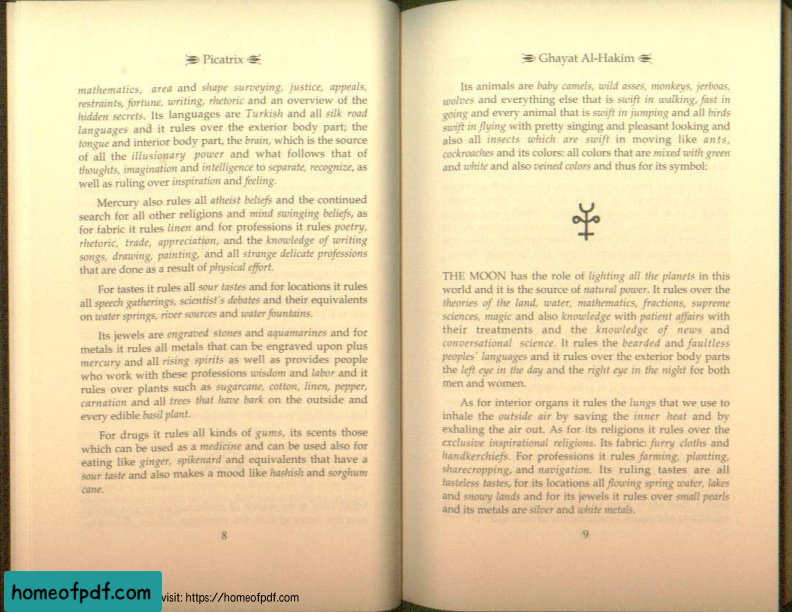 Picatrix
mathematics, area and shape surveying, justice, appeals,
restraints, fortune, writing, rhetoric and an overview of the
hidden secrets. Its languages are Turkish and all silk road
languages and it rules over the exterior body part; the
tongue and interior body part, the brain, which is the source
of all the illusionary power and what follows that of
thoughts, imagination and intelligence to separate, recognize, as
well as ruling over inspiration and feeling.
Mercury also rules all atheist beliefs and the continued
search for all other religions and mind swinging beliefs, as
for fabric it rules linen and for professions it rules poetry,
rhetoric, trade, appreciation, and the knowledge of writing
songs, drawing, painting, and all strange delicate professions
that are done as a result of physical effort.
For tastes it rules all sour tastes and for locations it rules
all speech gatherings, scientist's debates and their equivalents
on water springs, river sources and water fountains.
Its jewels are engraved stones and aquamarines and for
metals it rules all metals that can be engraved upon plus
mercury and all rising spirits as well as provides people
who work with these professions wisdom and labor and it
rules over plants such as sugarcane, cotton, linen, pepper,
carnation and all trees that have bark on the outside and
every edible basil plant.
For drugs it rules all kinds of gums, its scents those
which can be used as a medicine and can be used also for
eating like ginger, spikenard and equivalents that have a
sour taste and also makes a mood like hashish and sorghum
cane.
8
Ghayat Al-Hakim
Its animals are baby camels, wild asses, monkeys, jerboas,
wolves and everything else that is swift in walking, fast in
going and every animal that is swift in jumping and all birds
swift in flying with pretty singing and pleasant looking and
also all insects which are swift in moving like ants,
cockroaches and its colors: all colors that are mixed with green
and white and also veined colors and thus for its symbol:
THE MOON has the role of lighting all the planets in this
world and it is the source of natural power. It rules over the
theories of the land, water, mathematics, fractions, supreme
sciences, magic and also knowledge with patient affairs with
their treatments and the knowledge of news and
conversational science. It rules the bearded and faultless
peoples' languages and it rules over the exterior body parts
the left eye in the day and the right eye in the night for both
men and women.
As for interior organs it rules the lungs that we use to
inhale the outside air by saving the inner heat and by
exhaling the air out. As for its religions it rules over the
exclusive inspirational religions. Its fabric: furry cloths and
handkerchiefs. For professions it rules farming, planting,
sharecropping, and navigation. Its ruling tastes are all
tasteless tastes, for its locations all flowing spring water, lakes
and snowy lands and for its jewels it rules over small pearls
and its metals are silver and white metals.
9
homeofpdf.com
visit: https://homeofpdf.com